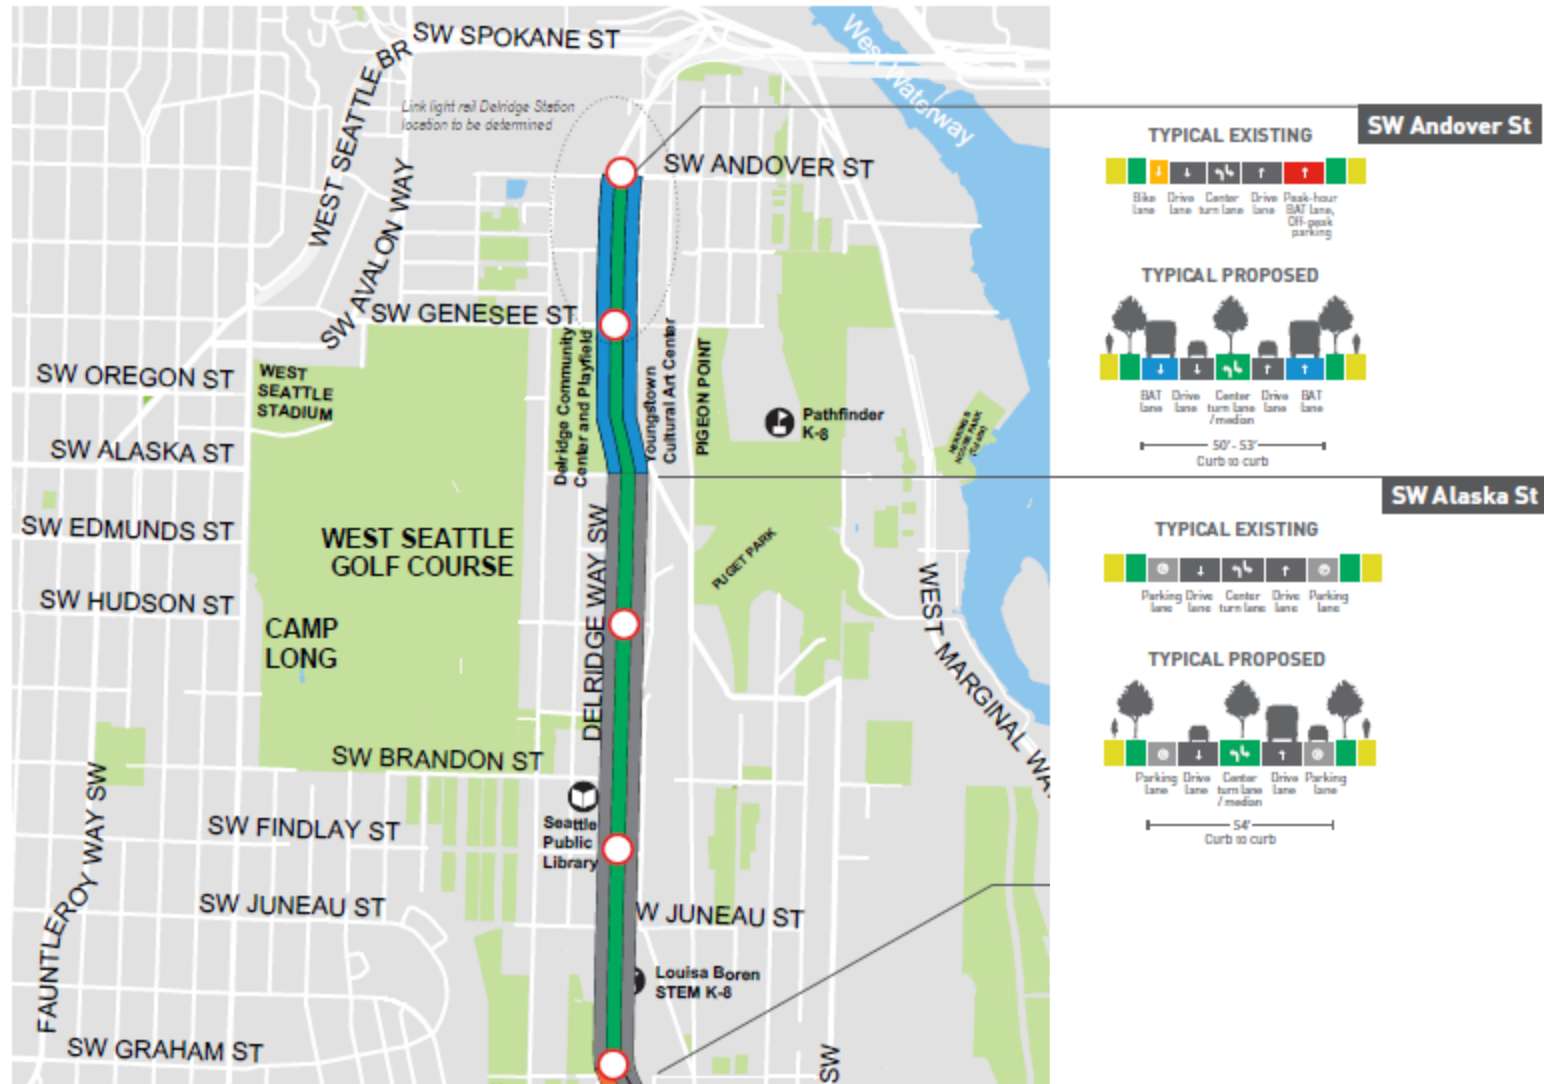 SW SPOKANE ST
WEST SEATTLE BR
West Waterway
Link light rail Delridge Station
location to be determined
SW ANDOVER ST
SW AVALON WAY
SW GENESEE ST
SW OREGON ST
WEST
SEATTLE
STADIUM
Delridge Community
Center and Playfield
Youngstown
Cultural Art Center
PIGEON POINT
Pathfinder
K-8
SW ALASKA ST
SW EDMUNDS ST
WEST SEATTLE
GOLF COURSE
DELRIDGE WAY SW
PUGET PARK
SW HUDSON ST
CAMP
LONG
WEST MARGINAL WA
SW BRANDON ST
FAUNTLEROY WAY SW
SW FINDLAY ST
Seattle
Public
Library
SW JUNEAU ST
W JUNEAU ST
Louisa Boren
STEM K-8
SW GRAHAM ST
SW
SW Andover St
TYPICAL EXISTING
Bike lane
Drive lane
Center turn lane
Drive lane
Peak-hour BAT lane, Off-peak parking
TYPICAL PROPOSED
BAT lane
Drive lane
Center turn lane / median
Drive lane
BAT lane
50' - 53'
Curb to curb
SW Alaska St
TYPICAL EXISTING
Parking lane
Drive lane
Center turn lane
Drive lane
Parking lane
TYPICAL PROPOSED
Parking lane
Drive lane
Center turn lane / median
Drive lane
Parking lane
54'
Curb to curb